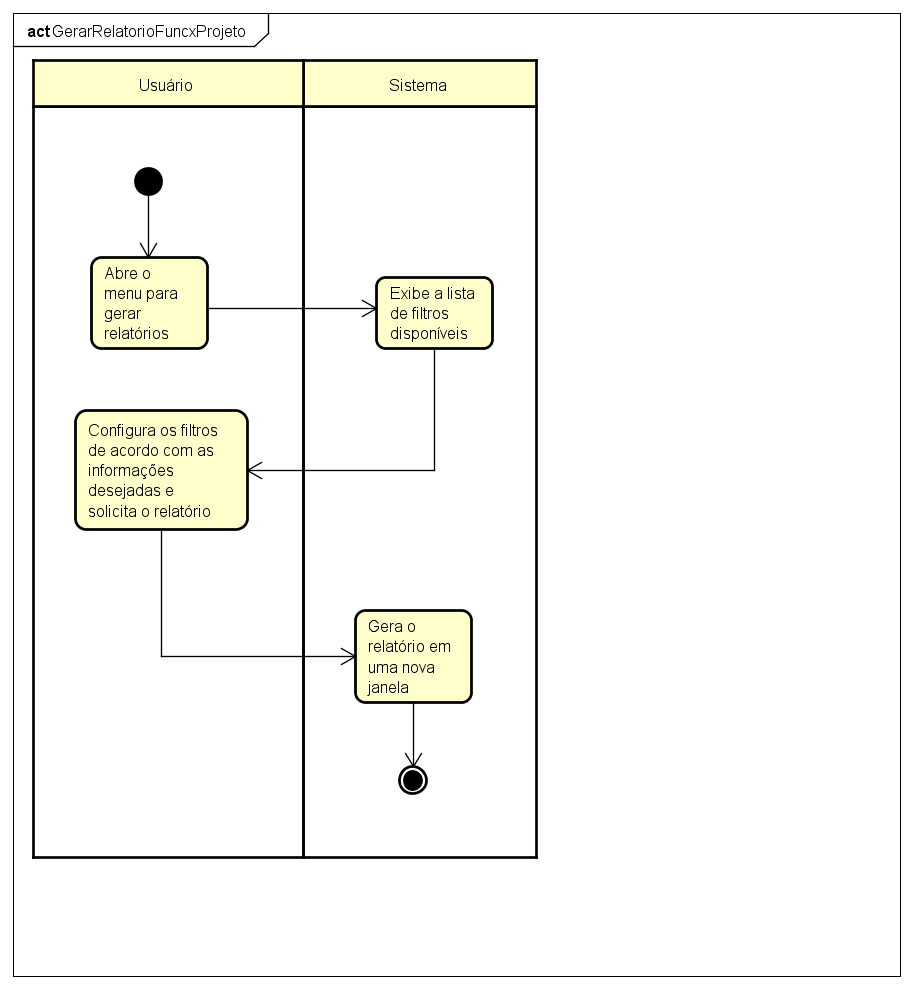 act GerarRelatorioFuncxProjeto
Usuário
Sistema
Abre o
menu para
gerar
relatórios
Exibe a lista
de filtros
disponíveis
Configura os filtros
de acordo com as
informações
desejadas e
solicita o relatório
Gera o
relatório em
uma nova
janela